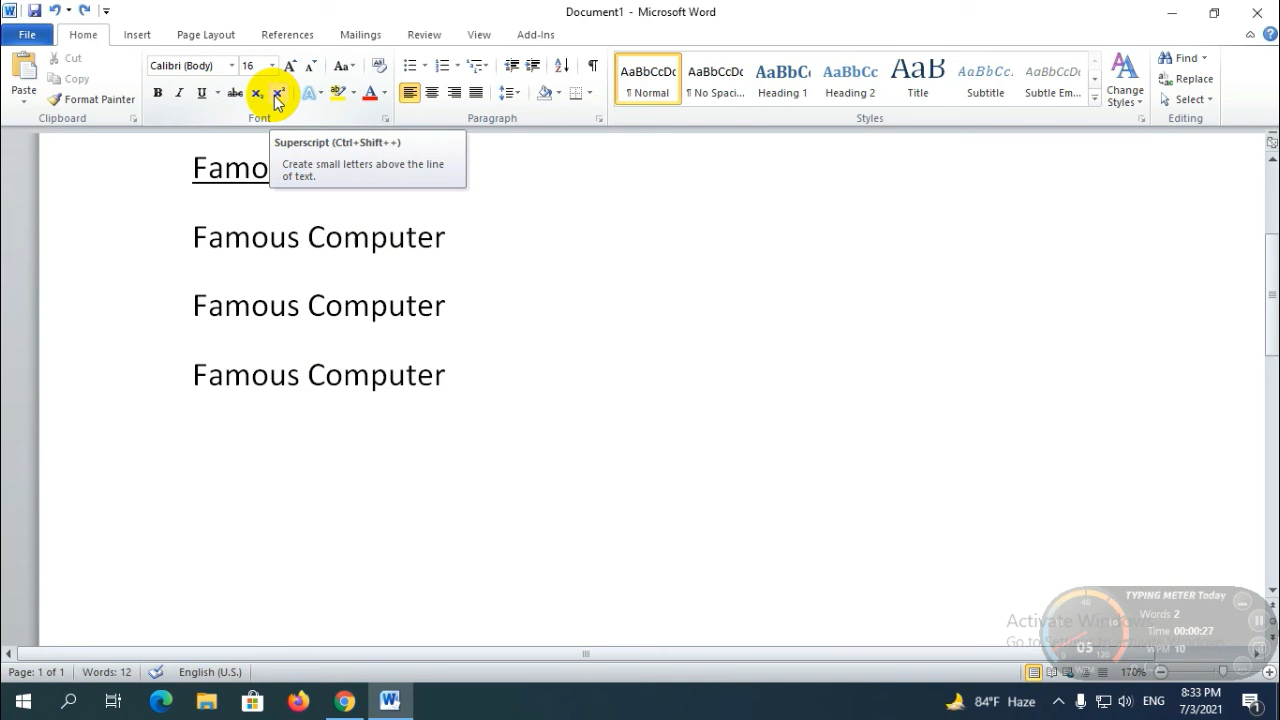 Document1 - Microsoft Word
File Home Insert Page Layout References Mailings Review View Add-Ins
Paste
Cut
Copy
Format Painter
Clipboard
Calibri (Body) 16
Font
Paragraph
AaBbCcDc AaBbCcDc AaBbC AaBbCc AaB AaBbCc. AaBbCcDc
¶ Normal ¶ No Spaci... Heading 1 Heading 2 Title Subtitle Subtle Em...
Change
Styles
Styles
Find
Replace
Select
Editing
Superscript (Ctrl+Shift++)
Create small letters above the line
of text.
Famo
Famous Computer
Famous Computer
Famous Computer
TYPING METER Today
Words 2
Time 00:00:27
WPM 10
05
Page: 1 of 1 Words: 12 English (U.S.) 170%
84°F Haze ENG
8:33 PM
7/3/2021